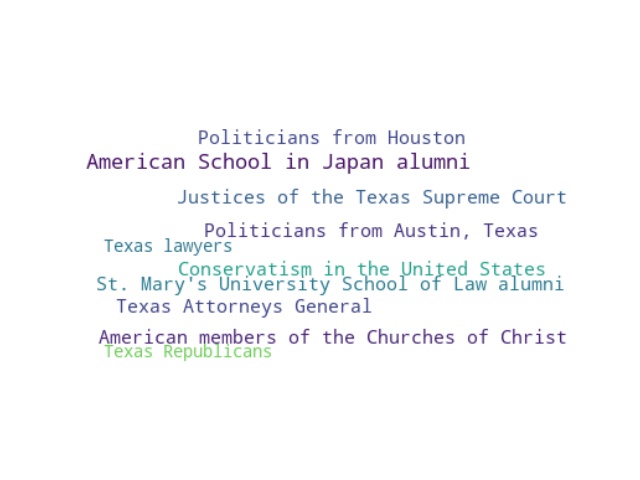 Politicians from Houston
American School in Japan alumni
Justices of the Texas Supreme Court
Politicians from Austin, Texas
Texas lawyers
Conservatism in the United States
St. Mary's University School of Law alumni
Texas Attorneys General
American members of the Churches of Christ
Texas Republicans